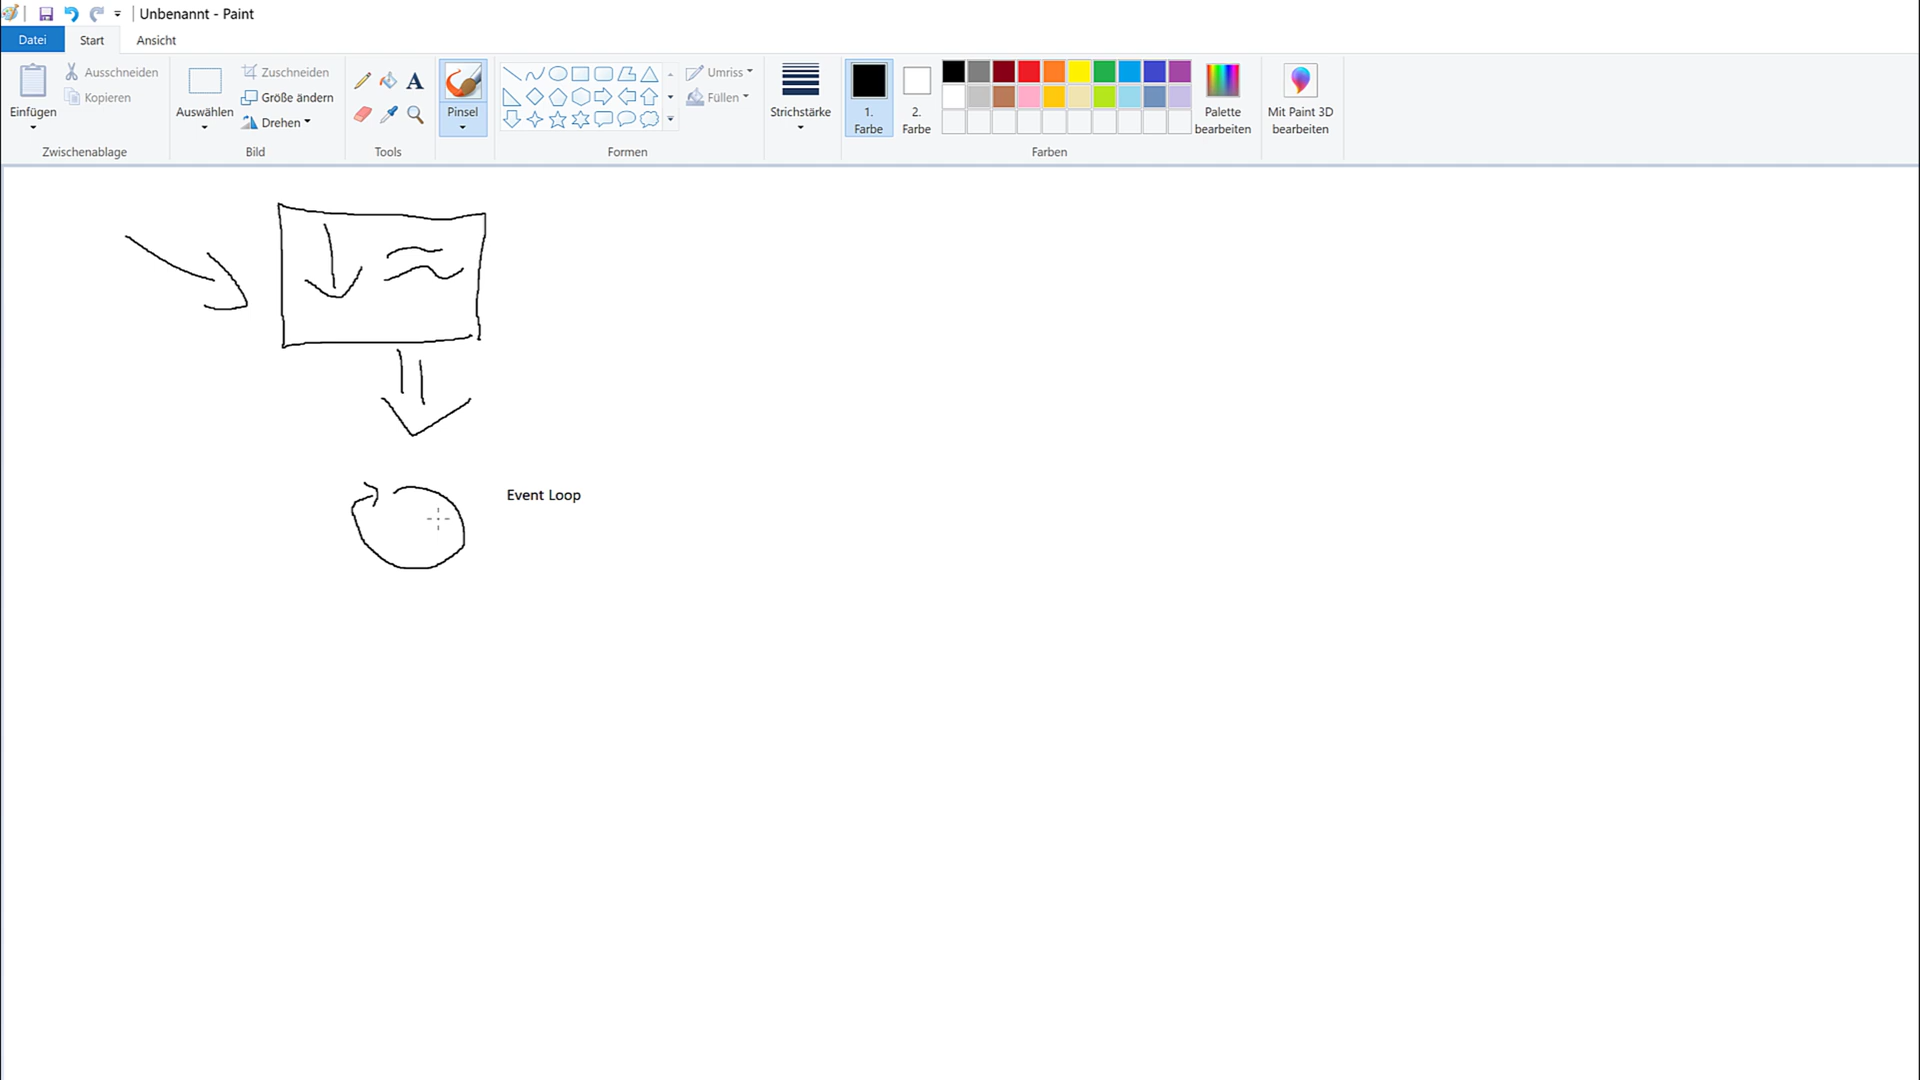 Unbenannt - Paint
Datei Start Ansicht
Einfügen
Ausschneiden
Kopieren
Zwischenablage
Auswählen
Zuschneiden
Größe ändern
Drehen
Bild
A
Tools
Pinsel
Umriss
Füllen
Formen
Strichstärke
1.
Farbe
2.
Farbe
Palette
bearbeiten
Farben
Mit Paint 3D
bearbeiten
Event Loop